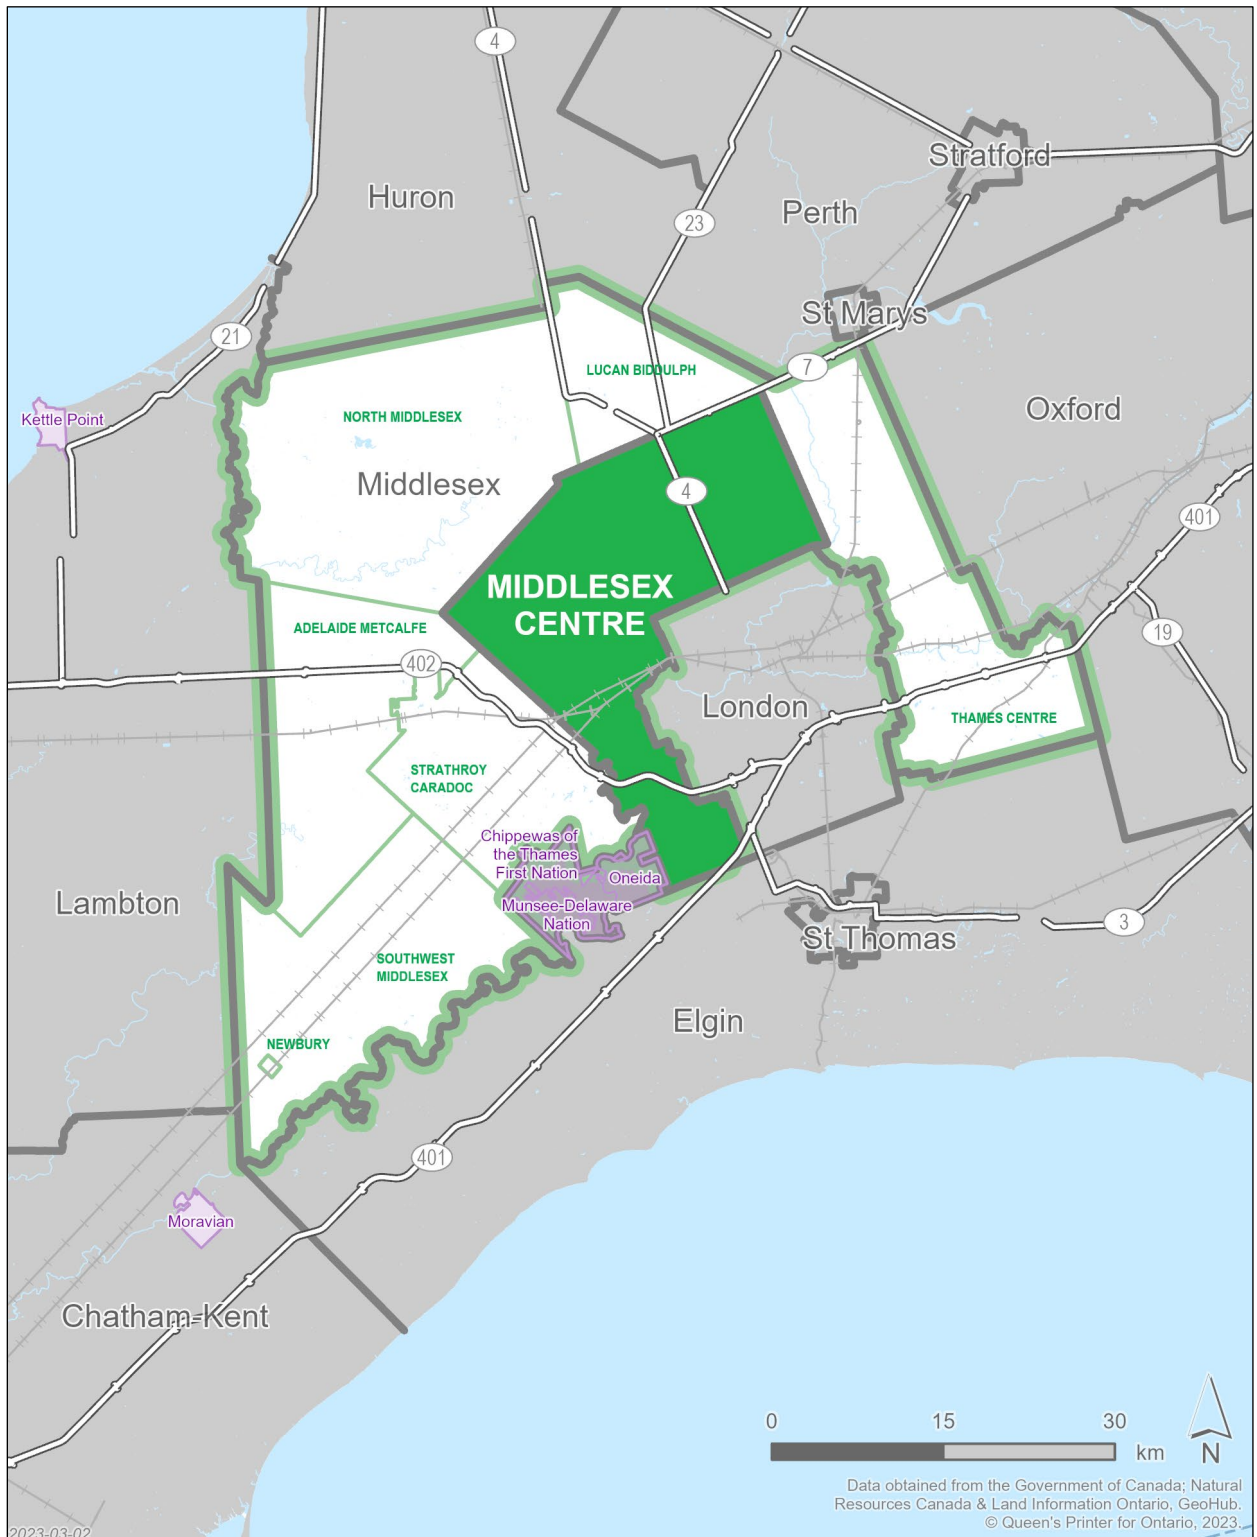 4
Stratford
Huron
Perth
23
St Marys
21
LUCAN BIDDULPH
7
Oxford
Kettle Point
NORTH MIDDLESEX
Middlesex
4
401
MIDDLESEX
CENTRE
ADELAIDE METCALFE
19
402
London
THAMES CENTRE
STRATHROY
CARADOC
Chippewas of
the Thames
First Nation
Oneida
Lambton
Munsee-Delaware
Nation
3
St Thomas
SOUTHWEST
MIDDLESEX
Elgin
NEWBURY
401
Moravian
Chatham-Kent
0 15 30
km
N
Data obtained from the Government of Canada; Natural
Resources Canada & Land Information Ontario, GeoHub.
© Queen's Printer for Ontario, 2023.
2023-03-02